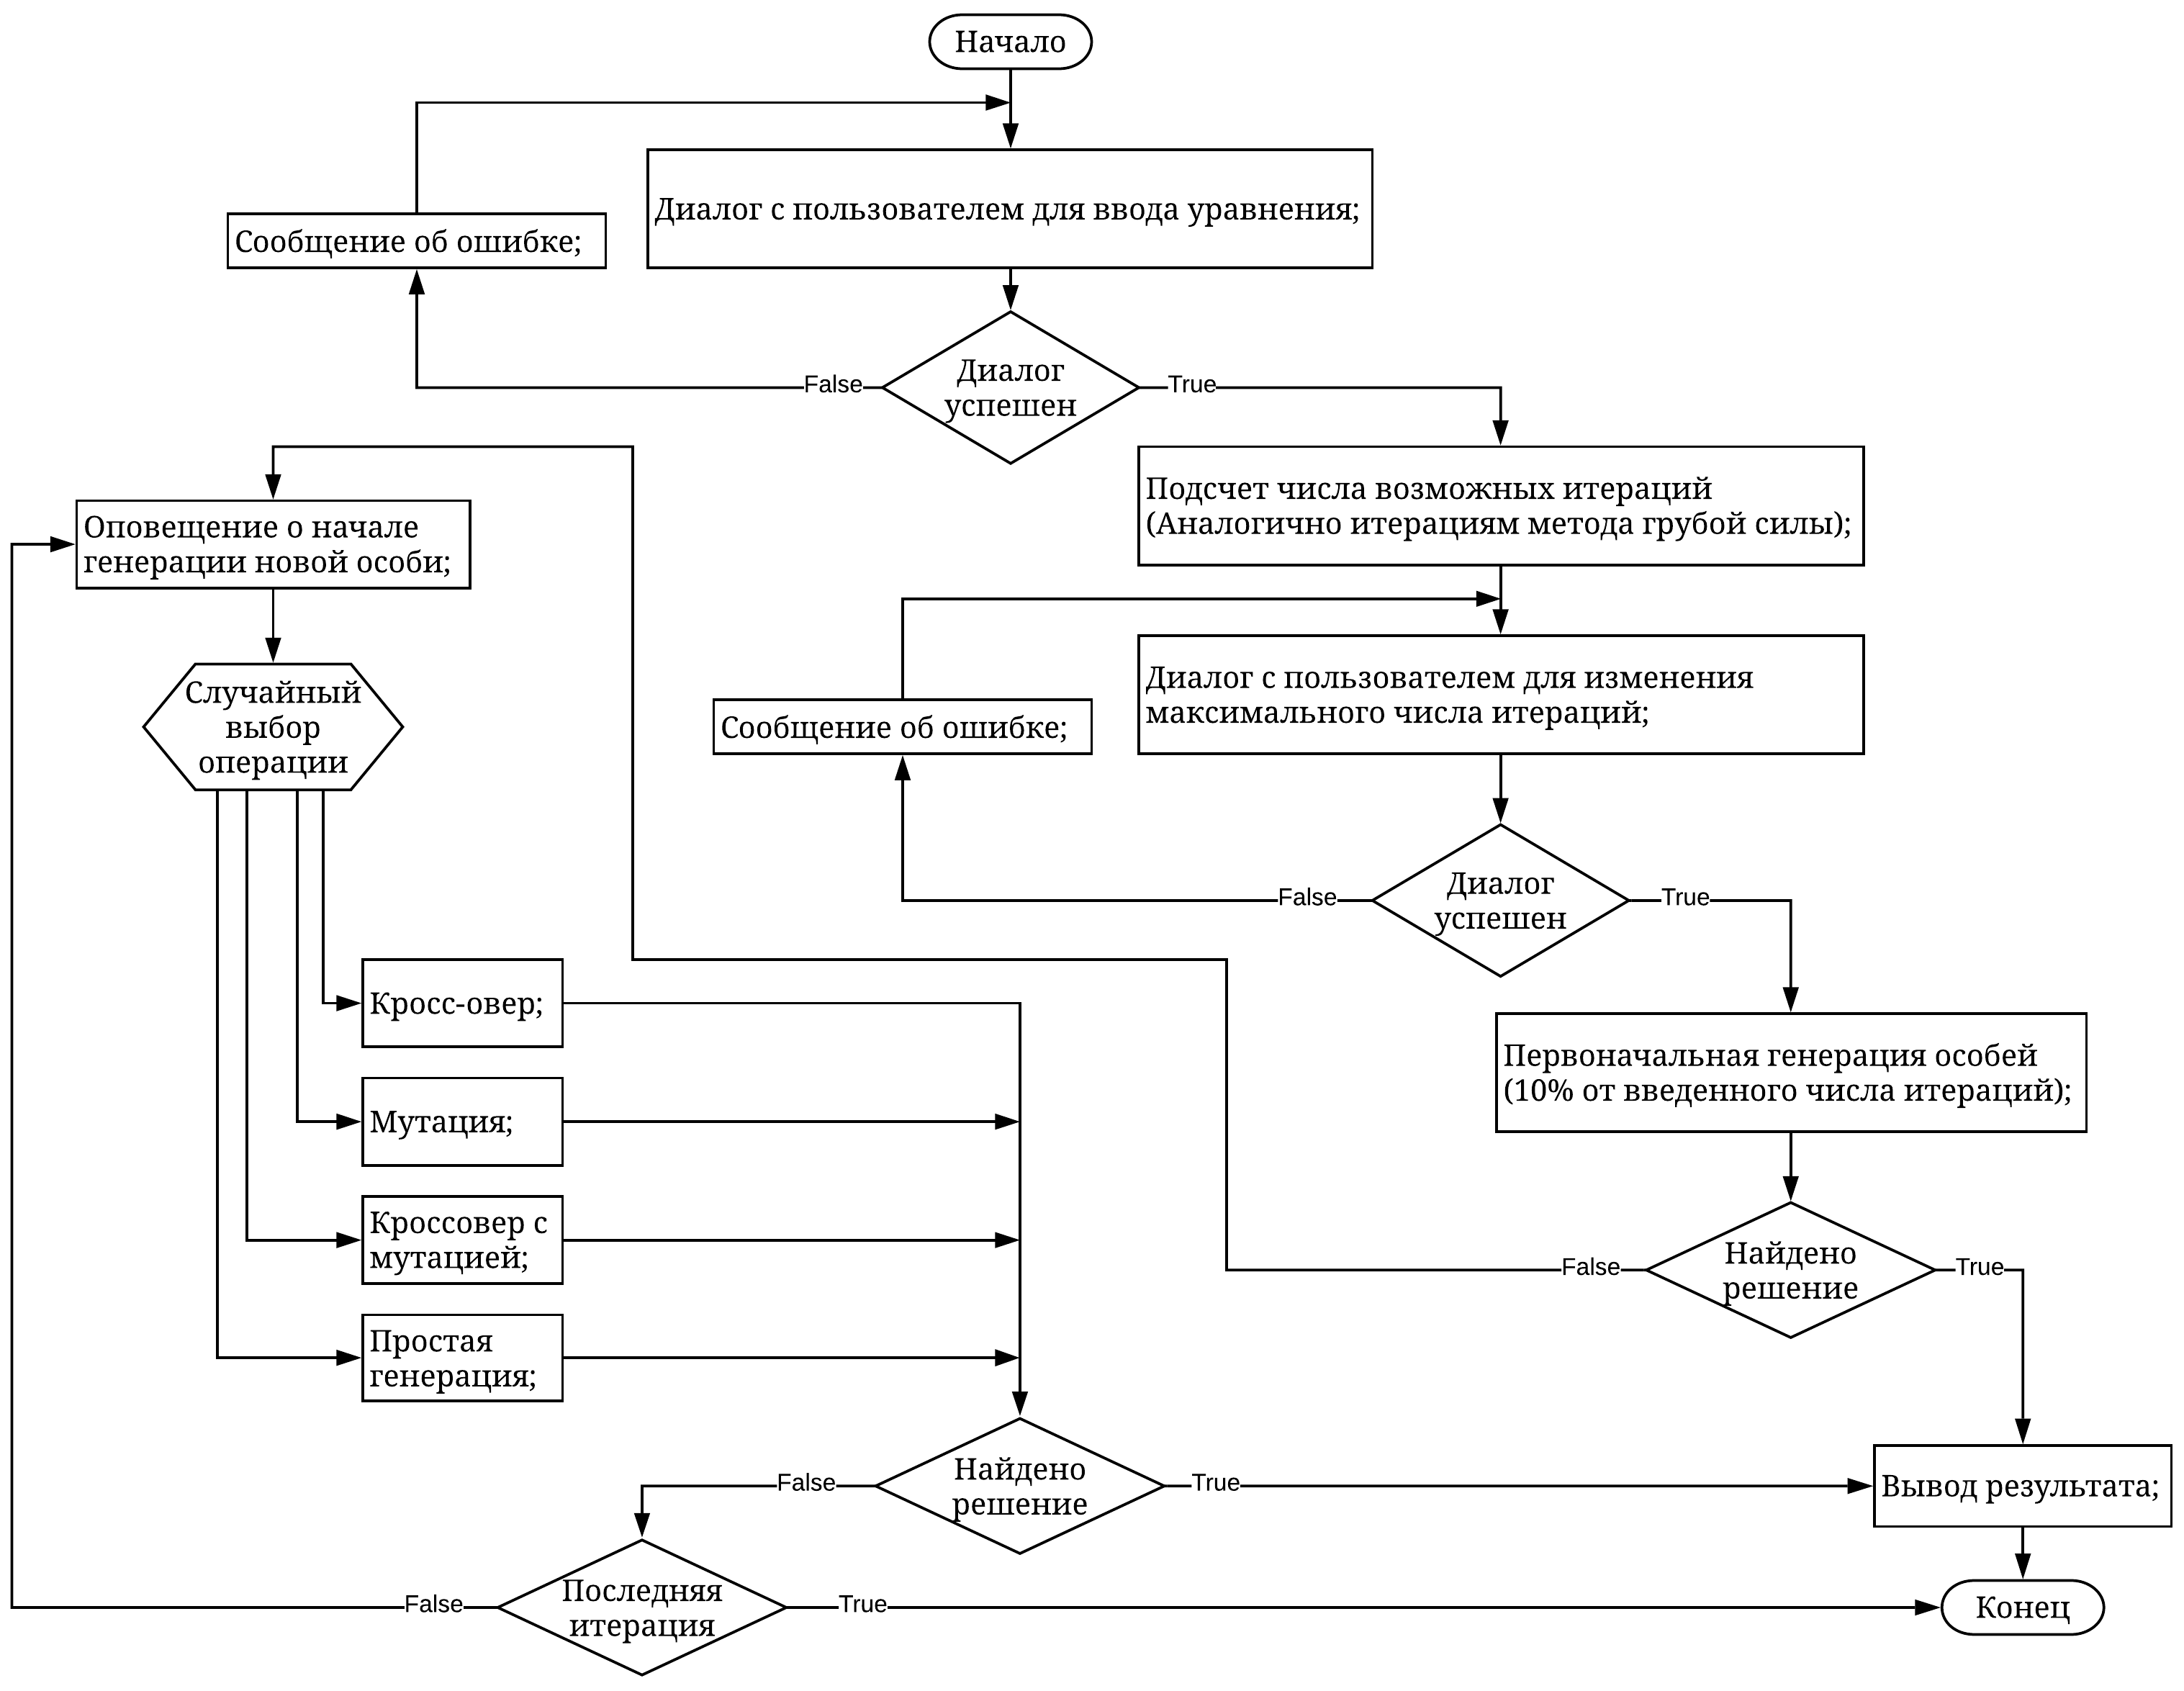 Начало
Диалог с пользователем для ввода уравнения;
Сообщение об ошибке;
Диалог
успешен
False
True
Подсчет числа возможных итераций
(Аналогично итерациям метода грубой силы);
Оповещение о начале
генерации новой особи;
Диалог с пользователем для изменения
максимального числа итераций;
Сообщение об ошибке;
Случайный
выбор
операции
Диалог
успешен
False
True
Кросс-овер;
Первоначальная генерация особей
(10% от введенного числа итераций);
Мутация;
Кроссовер с
мутацией;
Найдено
решение
False
True
Простая
генерация;
Найдено
решение
False
True
Вывод результата;
Последняя
итерация
False
True
Конец